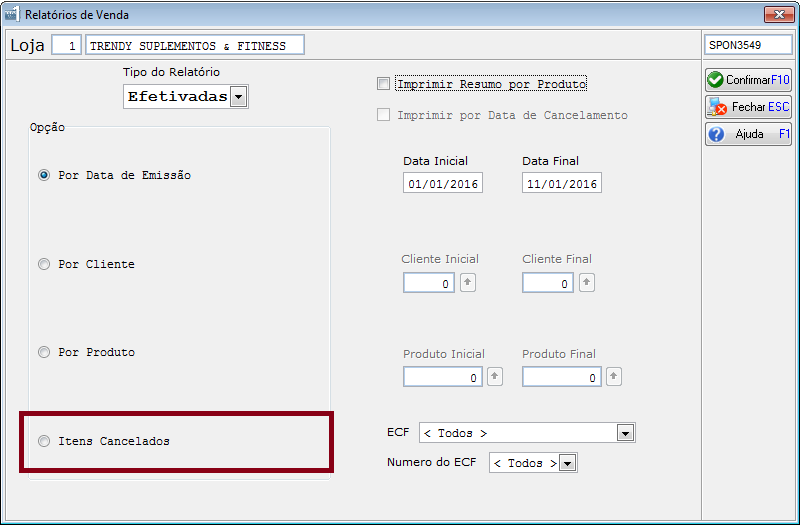 Relatórios de Venda
Loja 1 TRENDY SUPLEMENTOS & FITNESS
SPON3549
Tipo do Relatório
Efetivadas
Imprimir Resumo por Produto
Imprimir por Data de Cancelamento
Confirmar F10
Fechar ESC
Ajuda F1
Opção
Por Data de Emissão
Data Inicial Data Final
01/01/2016 11/01/2016
Por Cliente
Cliente Inicial Cliente Final
0 0
Por Produto
Produto Inicial Produto Final
0 0
Itens Cancelados
ECF < Todos >
Numero do ECF < Todos >